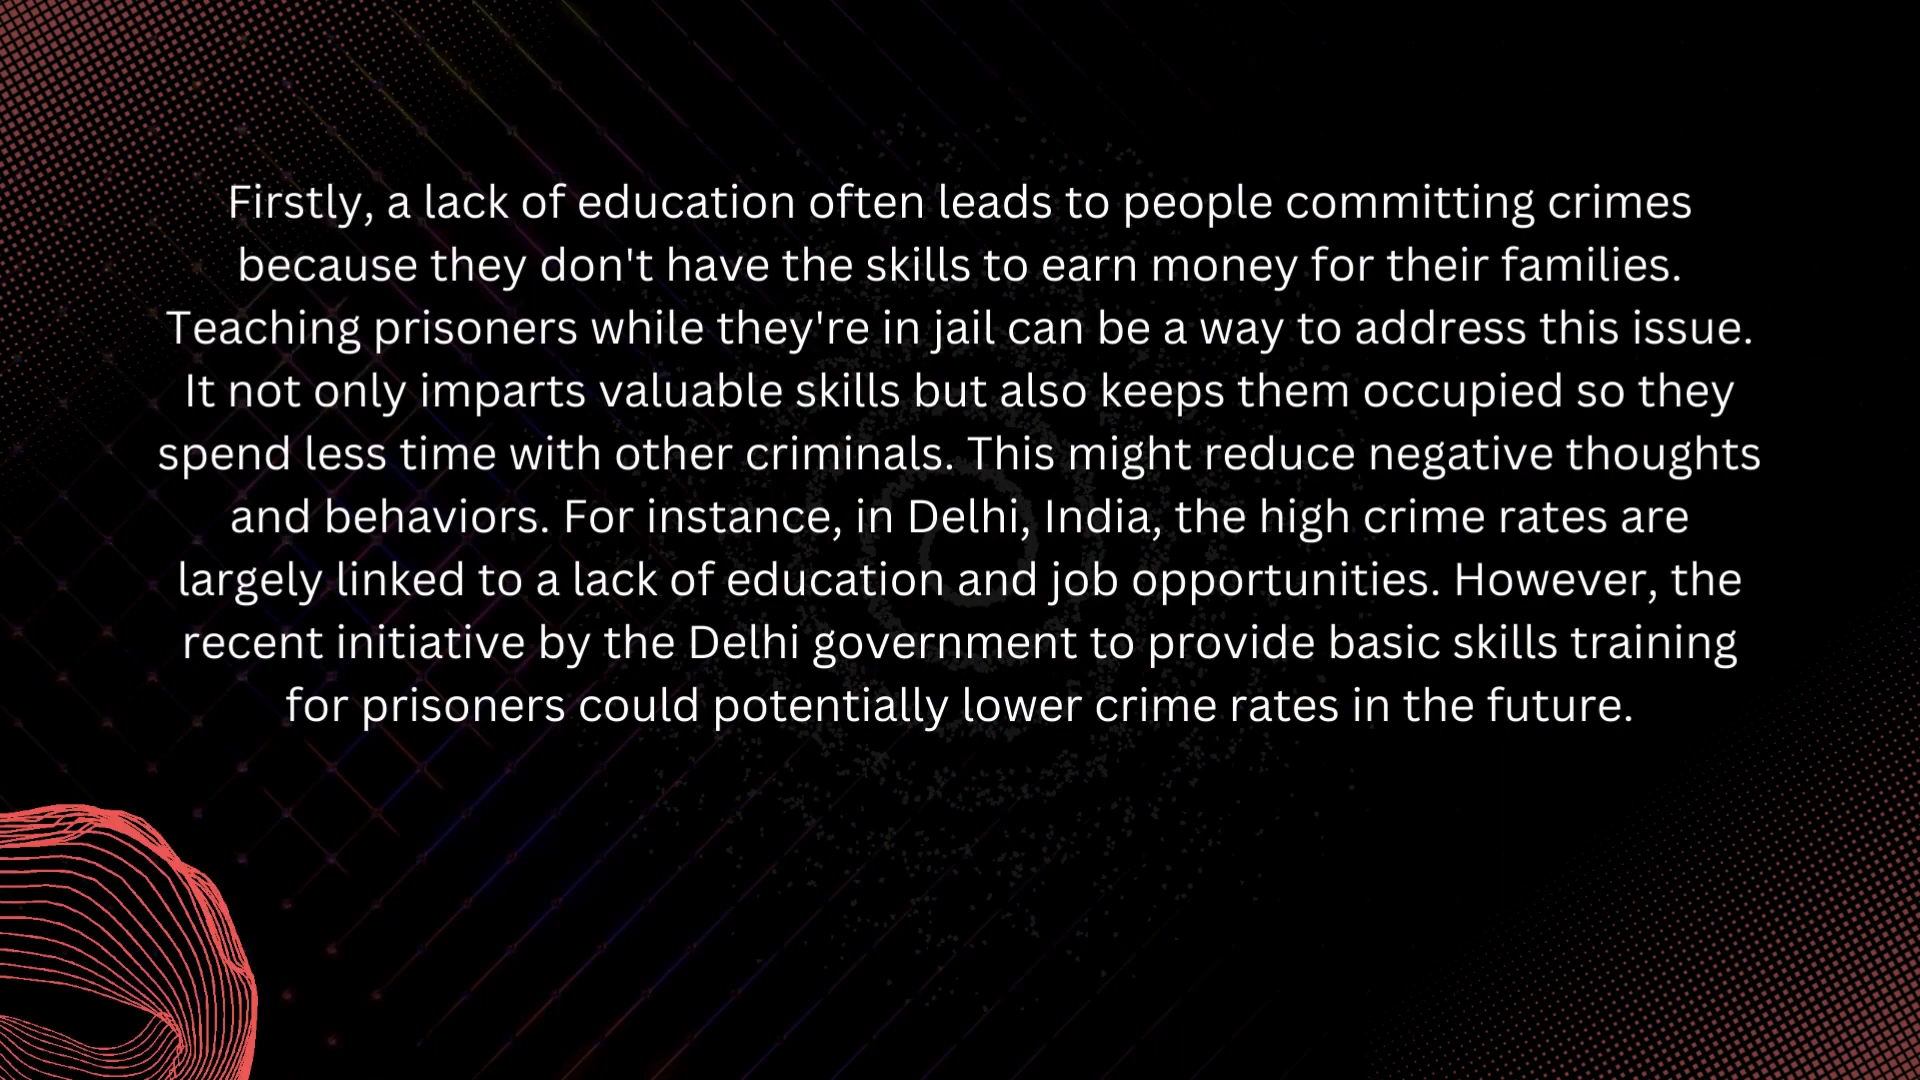 Firstly, a lack of education often leads to people committing crimes
because they don't have the skills to earn money for their families.
Teaching prisoners while they're in jail can be a way to address this issue.
It not only imparts valuable skills but also keeps them occupied so they
spend less time with other criminals. This might reduce negative thoughts
and behaviors. For instance, in Delhi, India, the high crime rates are
largely linked to a lack of education and job opportunities. However, the
recent initiative by the Delhi government to provide basic skills training
for prisoners could potentially lower crime rates in the future.